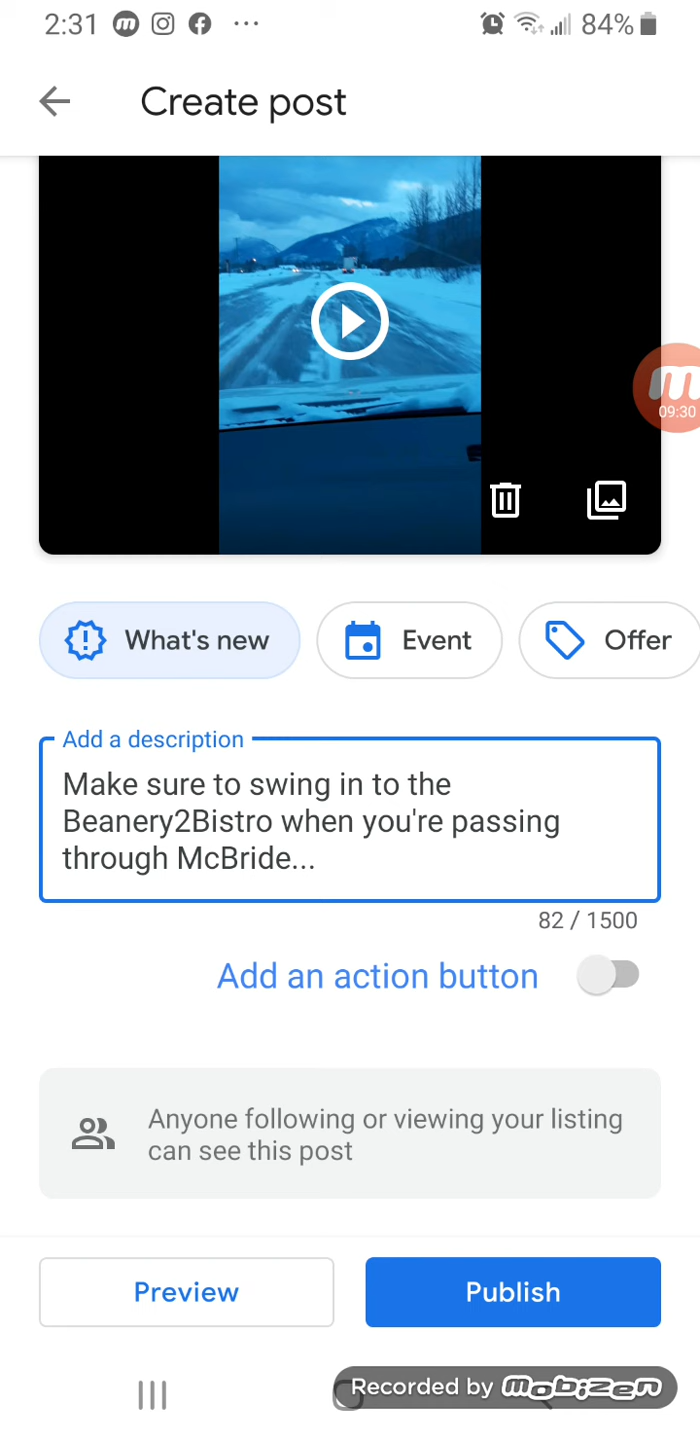 2:31 84%
Create post
09:30
What's new Event Offer
Add a description
Make sure to swing in to the
Beanery2Bistro when you're passing
through McBride...
82 / 1500
Add an action button
Anyone following or viewing your listing
can see this post
Preview Publish
Recorded by mobizen